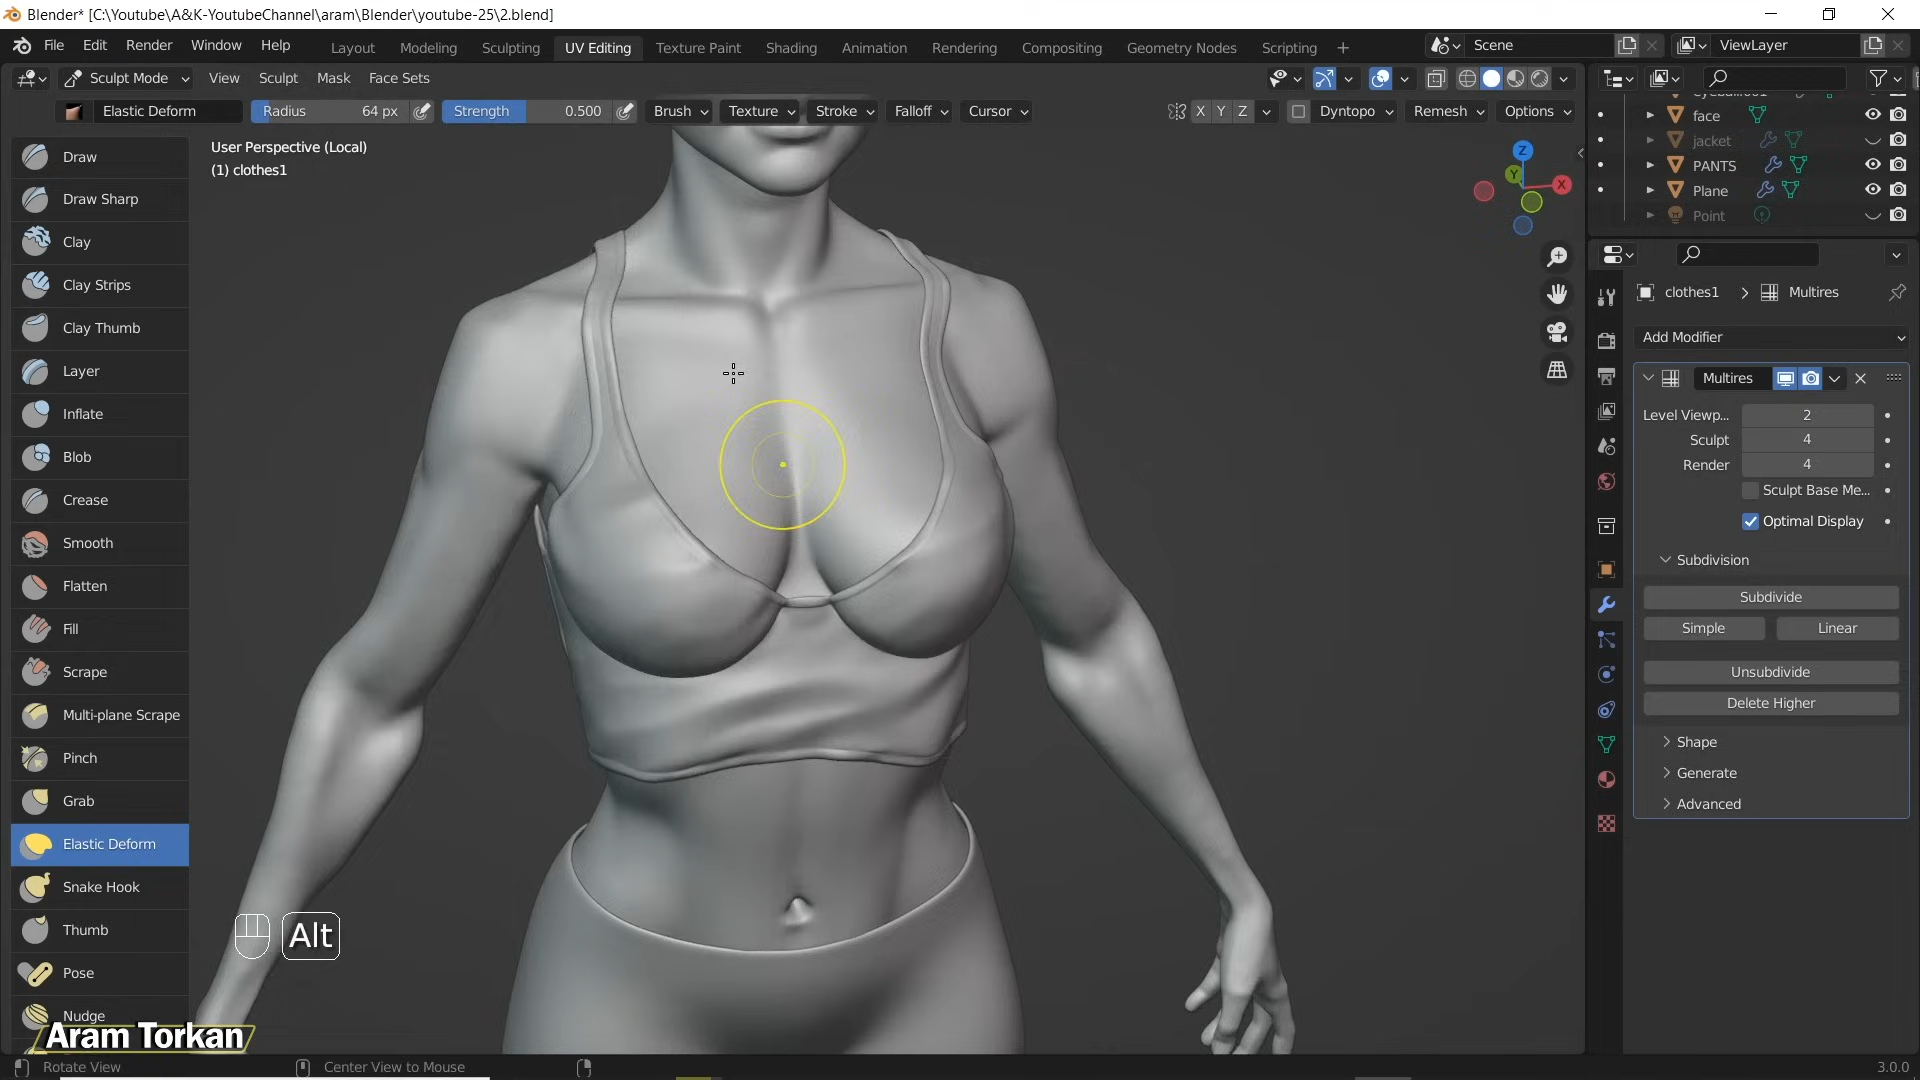 Blender* [C:\Youtube\A&K-YoutubeChannel\aram\Blender\youtube-25\2.blend]
File Edit Render Window Help Layout Modeling Sculpting UV Editing Texture Paint Shading Animation Rendering Compositing Geometry Nodes Scripting + Scene ViewLayer
Sculpt Mode View Sculpt Mask Face Sets
Elastic Deform Radius 64 px Strength 0.500 Brush Texture Stroke Falloff Cursor X Y Z Dyntopo Remesh Options
User Perspective (Local)
(1) clothes1
Draw
Draw Sharp
Clay
Clay Strips
Clay Thumb
Layer
Inflate
Blob
Crease
Smooth
Flatten
Fill
Scrape
Multi-plane Scrape
Pinch
Grab
Elastic Deform
Snake Hook
Thumb
Pose
Nudge
Alt
Aram Torkan
Z
Y
X
face
jacket
PANTS
Plane
Point
clothes1 > Multires
Add Modifier
Multires
Level Viewp... 2
Sculpt 4
Render 4
Sculpt Base Me...
Optimal Display
Subdivision
Subdivide
Simple Linear
Unsubdivide
Delete Higher
Shape
Generate
Advanced
Rotate View Center View to Mouse 3.0.0